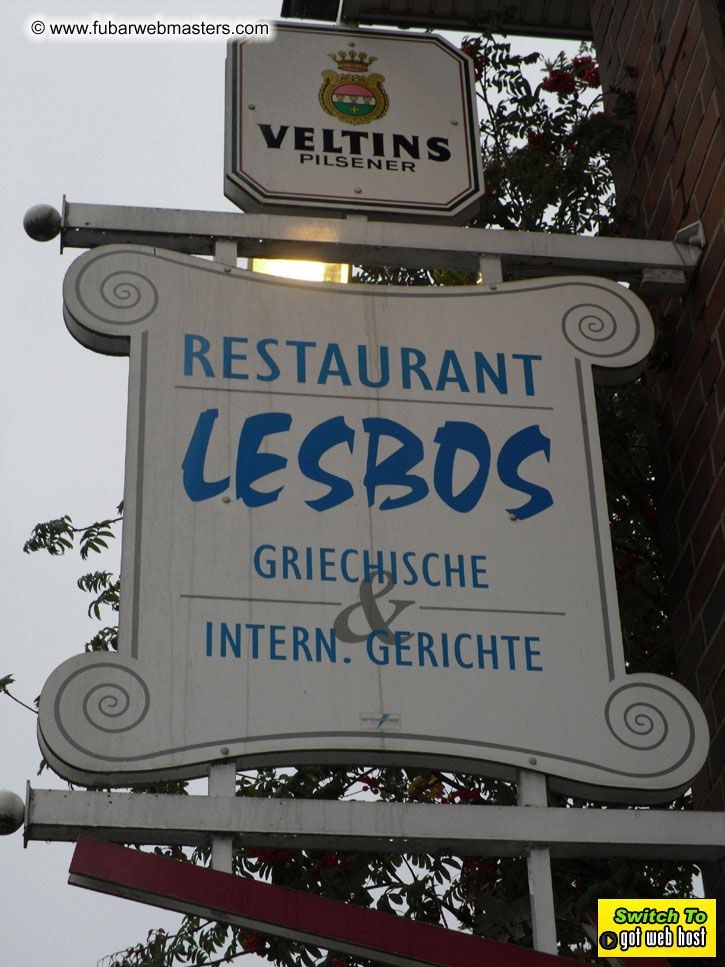 © www.fubarwebmasters.com
VELTINS
PILSENER
RESTAURANT
LESBOS
GRIECHISCHE
&
INTERN. GERICHTE
Switch To
got web host